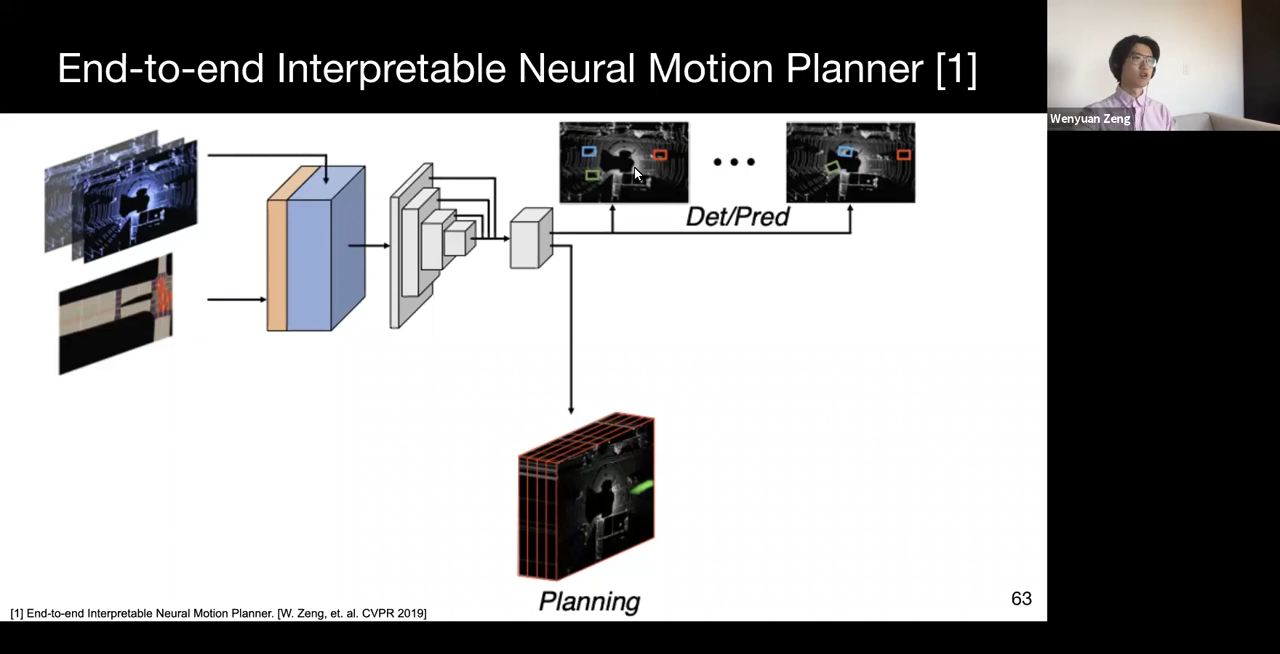 End-to-end Interpretable Neural Motion Planner [1]
Wenyuan Zeng
Det/Pred
Planning
[1] End-to-end Interpretable Neural Motion Planner. [W. Zeng, et. al. CVPR 2019]
63